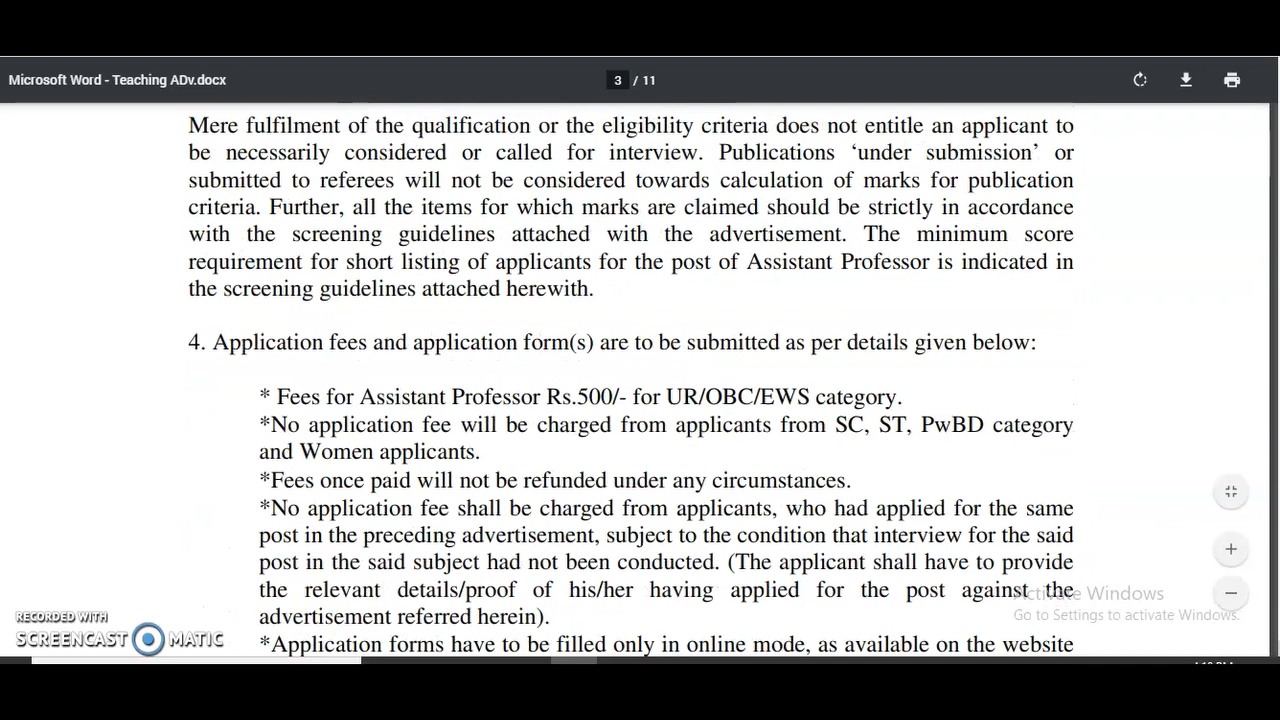 Microsoft Word - Teaching ADv.docx
3 / 11
Mere fulfilment of the qualification or the eligibility criteria does not entitle an applicant to
be necessarily considered or called for interview. Publications ‘under submission’ or
submitted to referees will not be considered towards calculation of marks for publication
criteria. Further, all the items for which marks are claimed should be strictly in accordance
with the screening guidelines attached with the advertisement. The minimum score
requirement for short listing of applicants for the post of Assistant Professor is indicated in
the screening guidelines attached herewith.
4. Application fees and application form(s) are to be submitted as per details given below:
* Fees for Assistant Professor Rs.500/- for UR/OBC/EWS category.
*No application fee will be charged from applicants from SC, ST, PwBD category
and Women applicants.
*Fees once paid will not be refunded under any circumstances.
*No application fee shall be charged from applicants, who had applied for the same
post in the preceding advertisement, subject to the condition that interview for the said
post in the said subject had not been conducted. (The applicant shall have to provide
the relevant details/proof of his/her having applied for the post against the
advertisement referred herein).
*Application forms have to be filled only in online mode, as available on the website
Activate Windows
Go to Settings to activate Windows.
RECORDED WITH
SCREENCAST MATIC